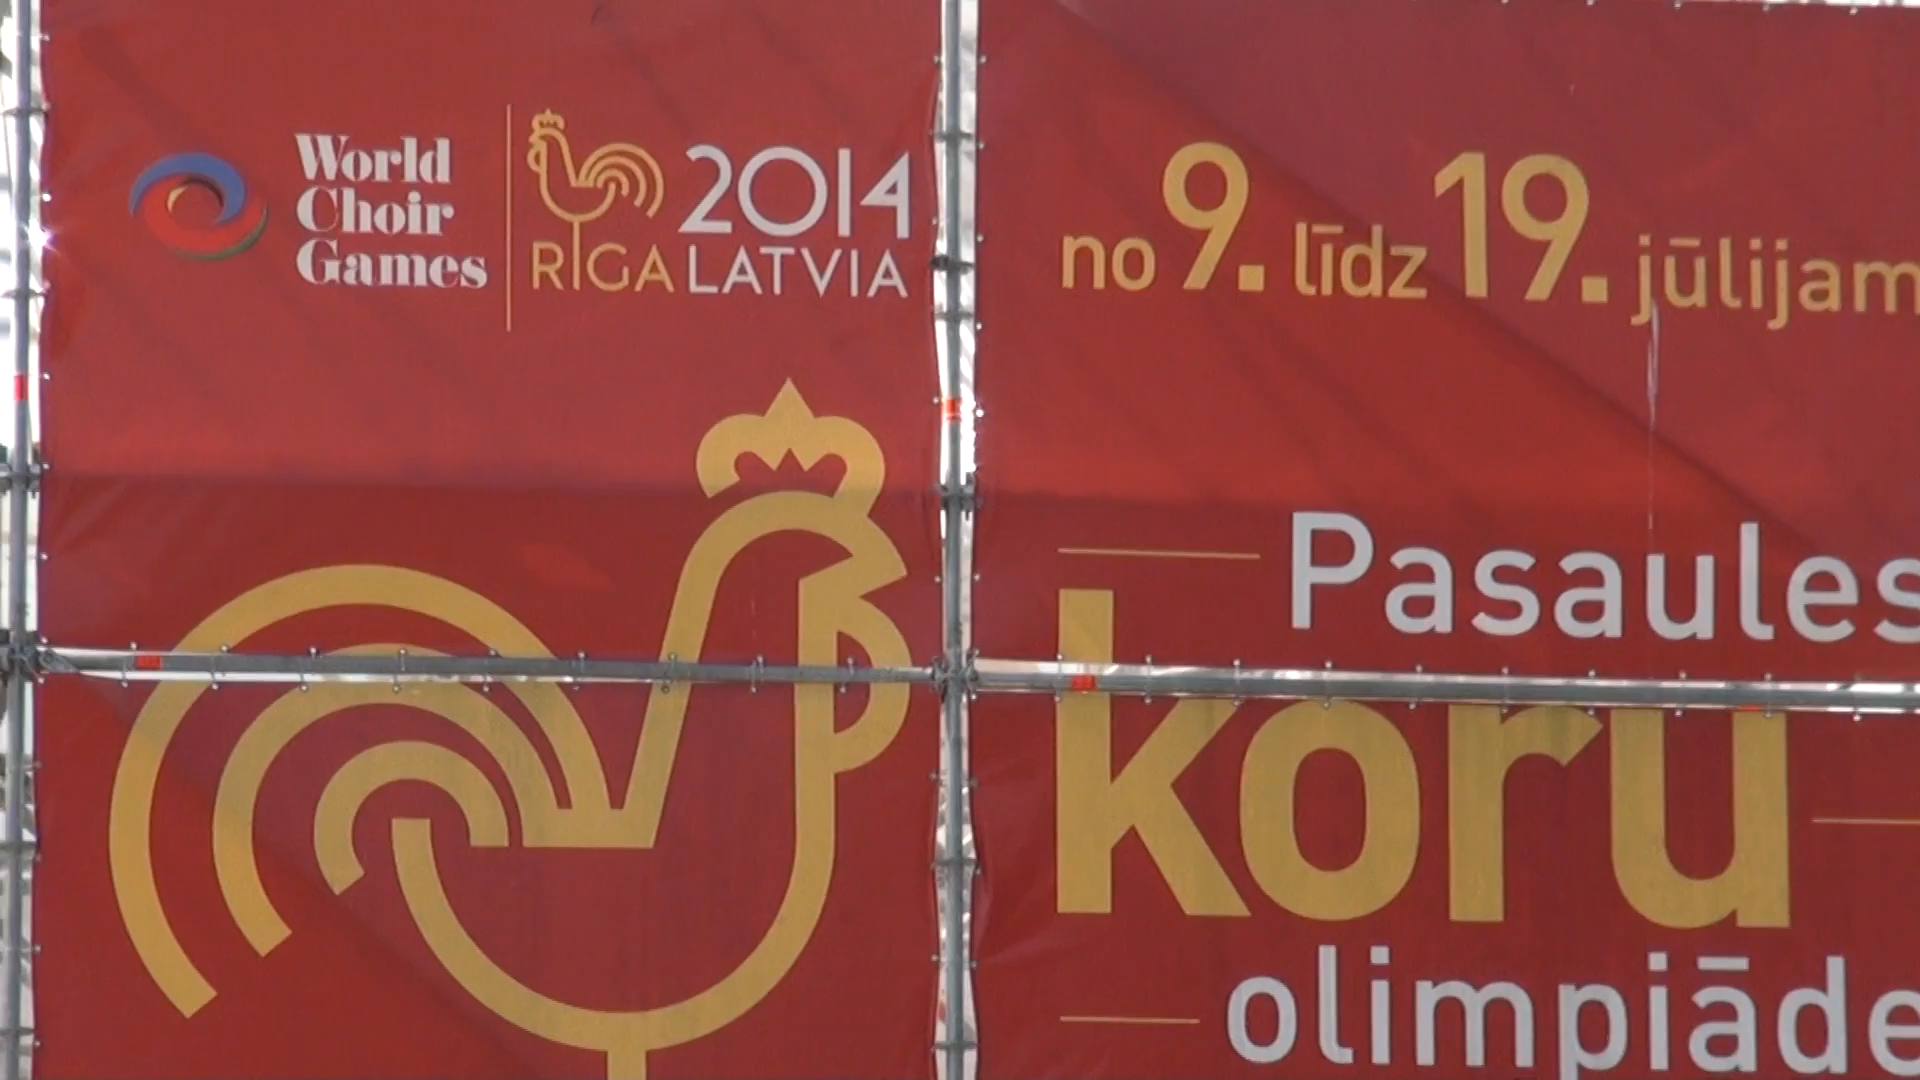 World
Choir
Games
2014
RIGA LATVIA
no 9. līdz 19. jūlijam
Pasaules
koru
olimpiāde